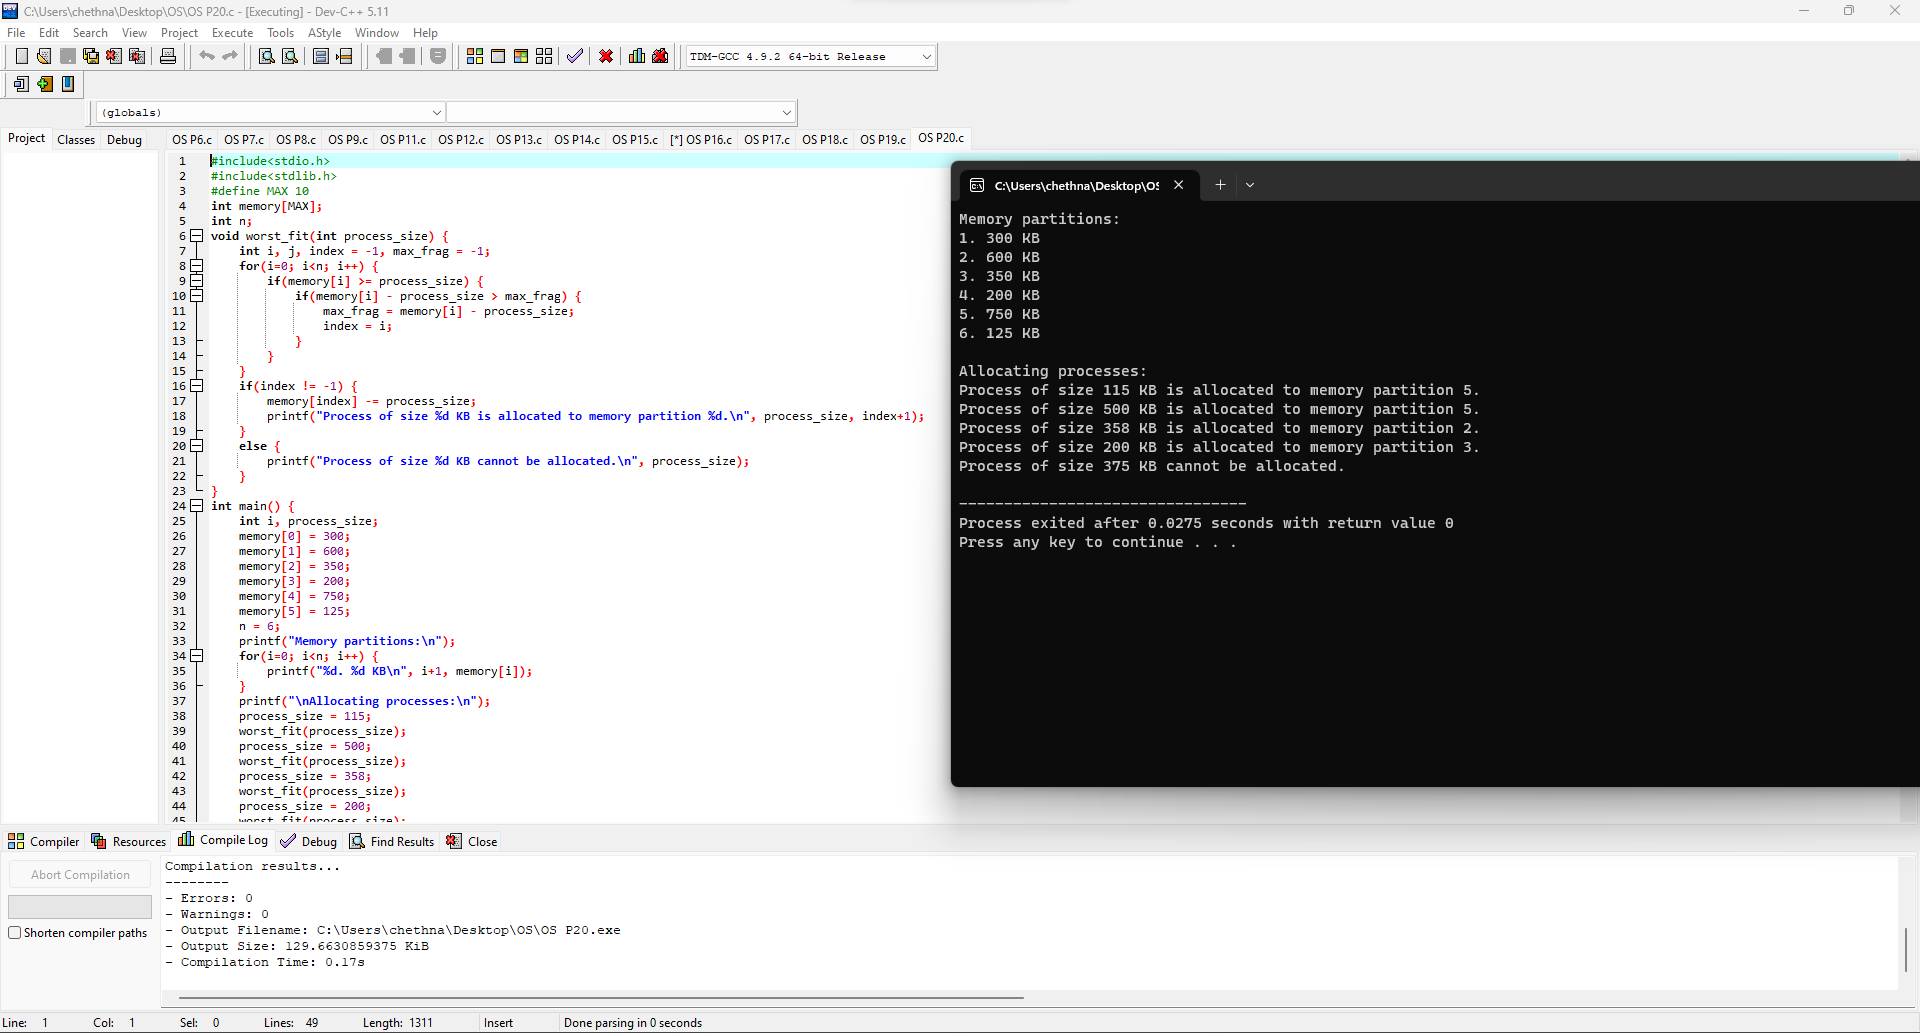 C:\Users\chethna\Desktop\OS\OS P20.c - [Executing] - Dev-C++ 5.11
File Edit Search View Project Execute Tools AStyle Window Help
TDM-GCC 4.9.2 64-bit Release
(globals)
Project Classes Debug
OS P6.c OS P7.c OS P8.c OS P9.c OS P11.c OS P12.c OS P13.c OS P14.c OS P15.c [*] OS P16.c OS P17.c OS P18.c OS P19.c OS P20.c
1 #include<stdio.h>
2 #include<stdlib.h>
3 #define MAX 10
4 int memory[MAX];
5 int n;
6 void worst_fit(int process_size) {
7 int i, j, index = -1, max_frag = -1;
8 for(i=0; i<n; i++) {
9 if(memory[i] >= process_size) {
10 if(memory[i] - process_size > max_frag) {
11 max_frag = memory[i] - process_size;
12 index = i;
13 }
14 }
15 }
16 if(index != -1) {
17 memory[index] -= process_size;
18 printf("Process of size %d KB is allocated to memory partition %d.\n", process_size, index+1);
19 }
20 else {
21 printf("Process of size %d KB cannot be allocated.\n", process_size);
22 }
23 }
24 int main() {
25 int i, process_size;
26 memory[0] = 300;
27 memory[1] = 600;
28 memory[2] = 350;
29 memory[3] = 200;
30 memory[4] = 750;
31 memory[5] = 125;
32 n = 6;
33 printf("Memory partitions:\n");
34 for(i=0; i<n; i++) {
35 printf("%d. %d KB\n", i+1, memory[i]);
36 }
37 printf("\nAllocating processes:\n");
38 process_size = 115;
39 worst_fit(process_size);
40 process_size = 500;
41 worst_fit(process_size);
42 process_size = 358;
43 worst_fit(process_size);
44 process_size = 200;
45 worst_fit(process_size);
C:\Users\chethna\Desktop\OS
Memory partitions:
1. 300 KB
2. 600 KB
3. 350 KB
4. 200 KB
5. 750 KB
6. 125 KB
Allocating processes:
Process of size 115 KB is allocated to memory partition 5.
Process of size 500 KB is allocated to memory partition 5.
Process of size 358 KB is allocated to memory partition 2.
Process of size 200 KB is allocated to memory partition 3.
Process of size 375 KB cannot be allocated.
--------------------------------
Process exited after 0.0275 seconds with return value 0
Press any key to continue . . .
Compiler Resources Compile Log Debug Find Results Close
Abort Compilation
Shorten compiler paths
Compilation results...
--------
- Errors: 0
- Warnings: 0
- Output Filename: C:\Users\chethna\Desktop\OS\OS P20.exe
- Output Size: 129.6630859375 KiB
- Compilation Time: 0.17s
Line: 1 Col: 1 Sel: 0 Lines: 49 Length: 1311 Insert Done parsing in 0 seconds